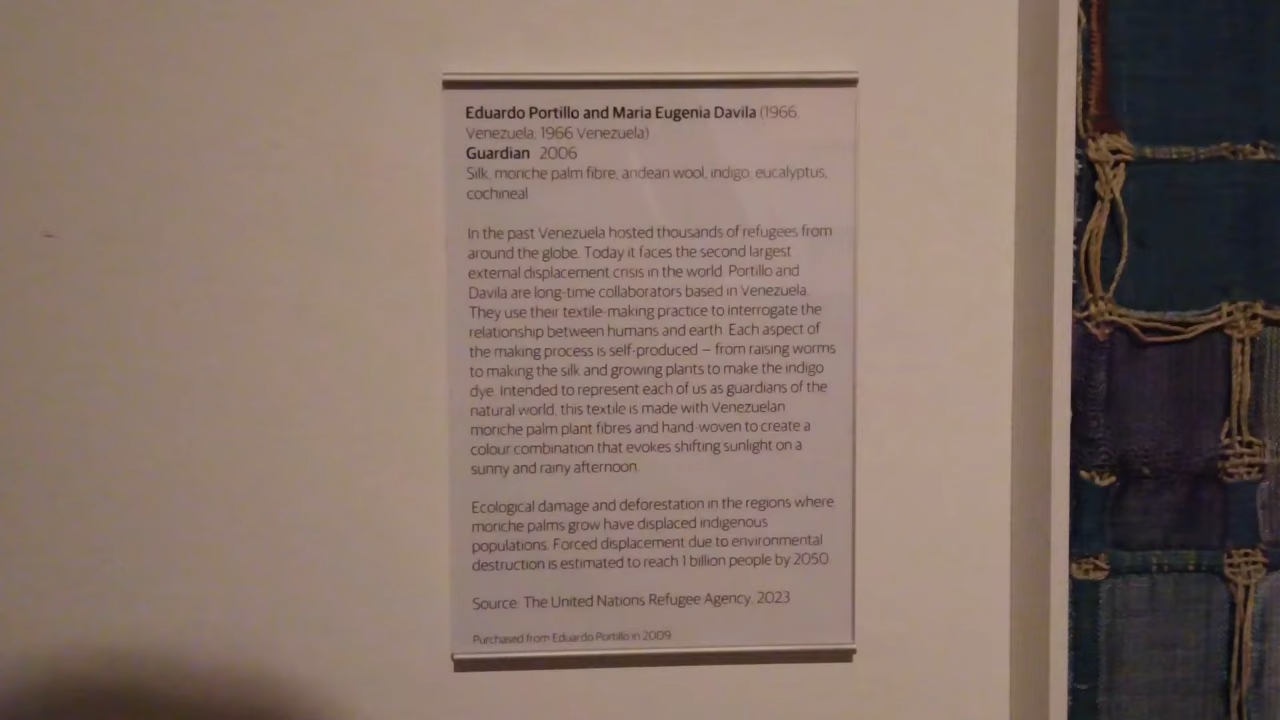 Eduardo Portillo and Maria Eugenia Davila (1966,
Venezuela, 1966 Venezuela)
Guardian 2006
Silk, moriche palm fibre, andean wool, indigo, eucalyptus,
cochineal
In the past Venezuela hosted thousands of refugees from
around the globe. Today it faces the second largest
external displacement crisis in the world. Portillo and
Davila are long-time collaborators based in Venezuela.
They use their textile-making practice to interrogate the
relationship between humans and earth. Each aspect of
the making process is self-produced – from raising worms
to making the silk and growing plants to make the indigo
dye. Intended to represent each of us as guardians of the
natural world, this textile is made with Venezuelan
moriche palm plant fibres and hand-woven to create a
colour combination that evokes shifting sunlight on a
sunny and rainy afternoon.
Ecological damage and deforestation in the regions where
moriche palms grow have displaced indigenous
populations. Forced displacement due to environmental
destruction is estimated to reach 1 billion people by 2050.
Source: The United Nations Refugee Agency, 2023
Purchased from Eduardo Portillo in 2009